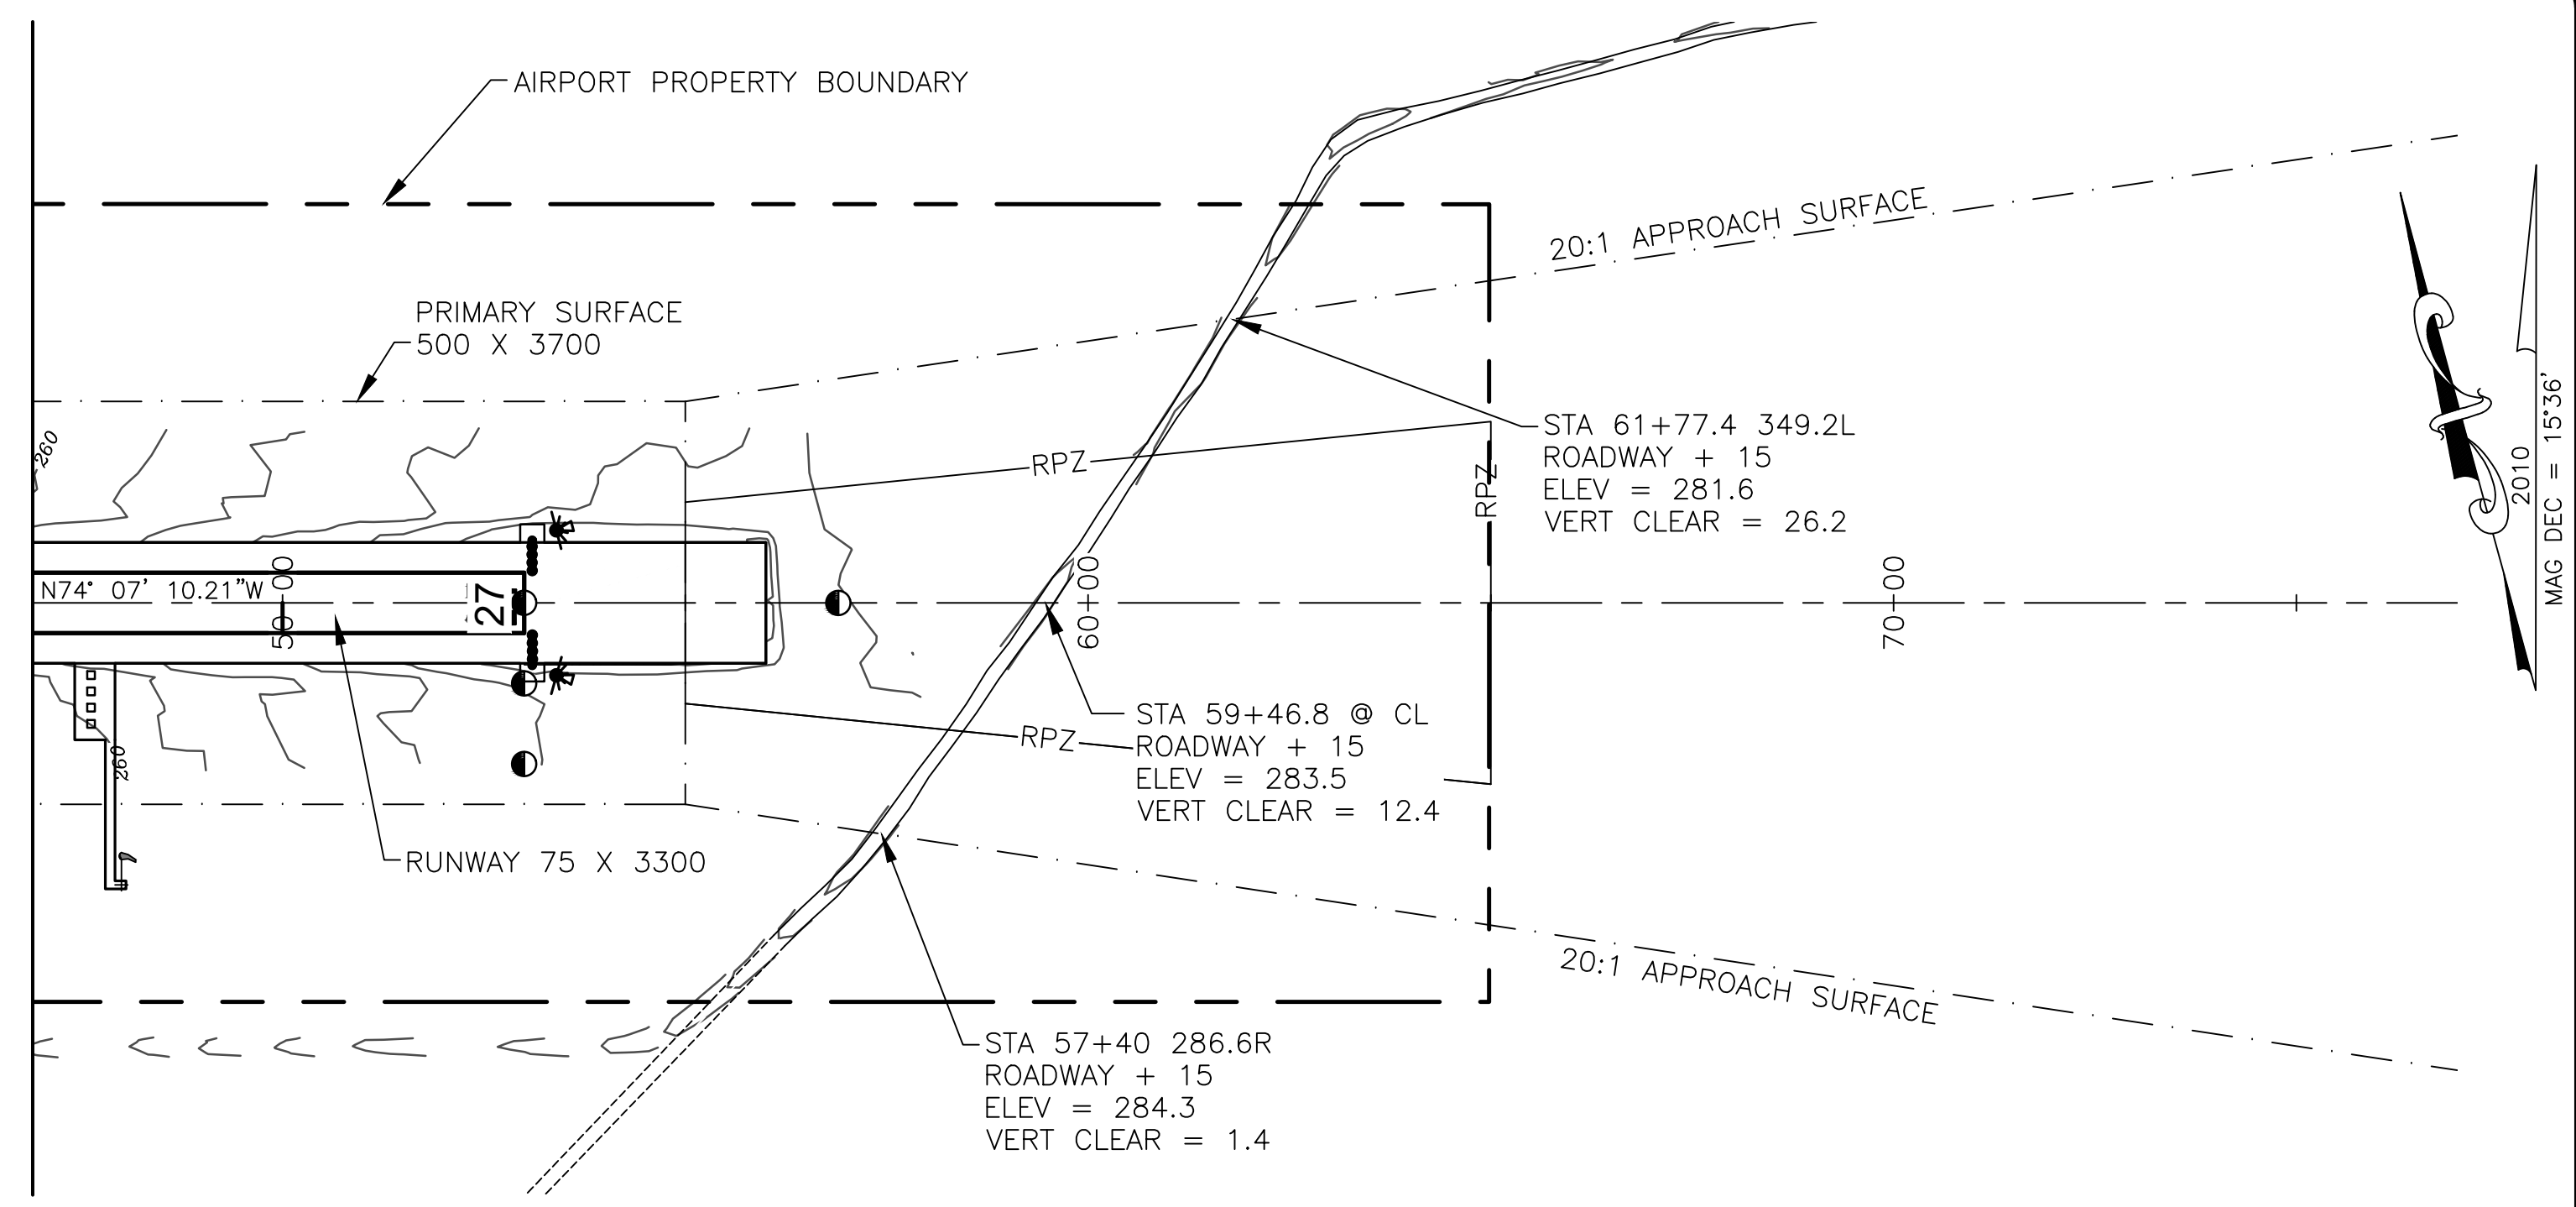 AIRPORT PROPERTY BOUNDARY
20:1 APPROACH SURFACE
PRIMARY SURFACE
500 X 3700
260
RPZ
RPZ
STA 61+77.4 349.2L
ROADWAY + 15
ELEV = 281.6
VERT CLEAR = 26.2
2010
MAG DEC = 15°36'
N74° 07' 10.21"W
50+00
27
60+00
70+00
STA 59+46.8 @ CL
ROADWAY + 15
ELEV = 283.5
VERT CLEAR = 12.4
RPZ
260
RUNWAY 75 X 3300
20:1 APPROACH SURFACE
STA 57+40 286.6R
ROADWAY + 15
ELEV = 284.3
VERT CLEAR = 1.4